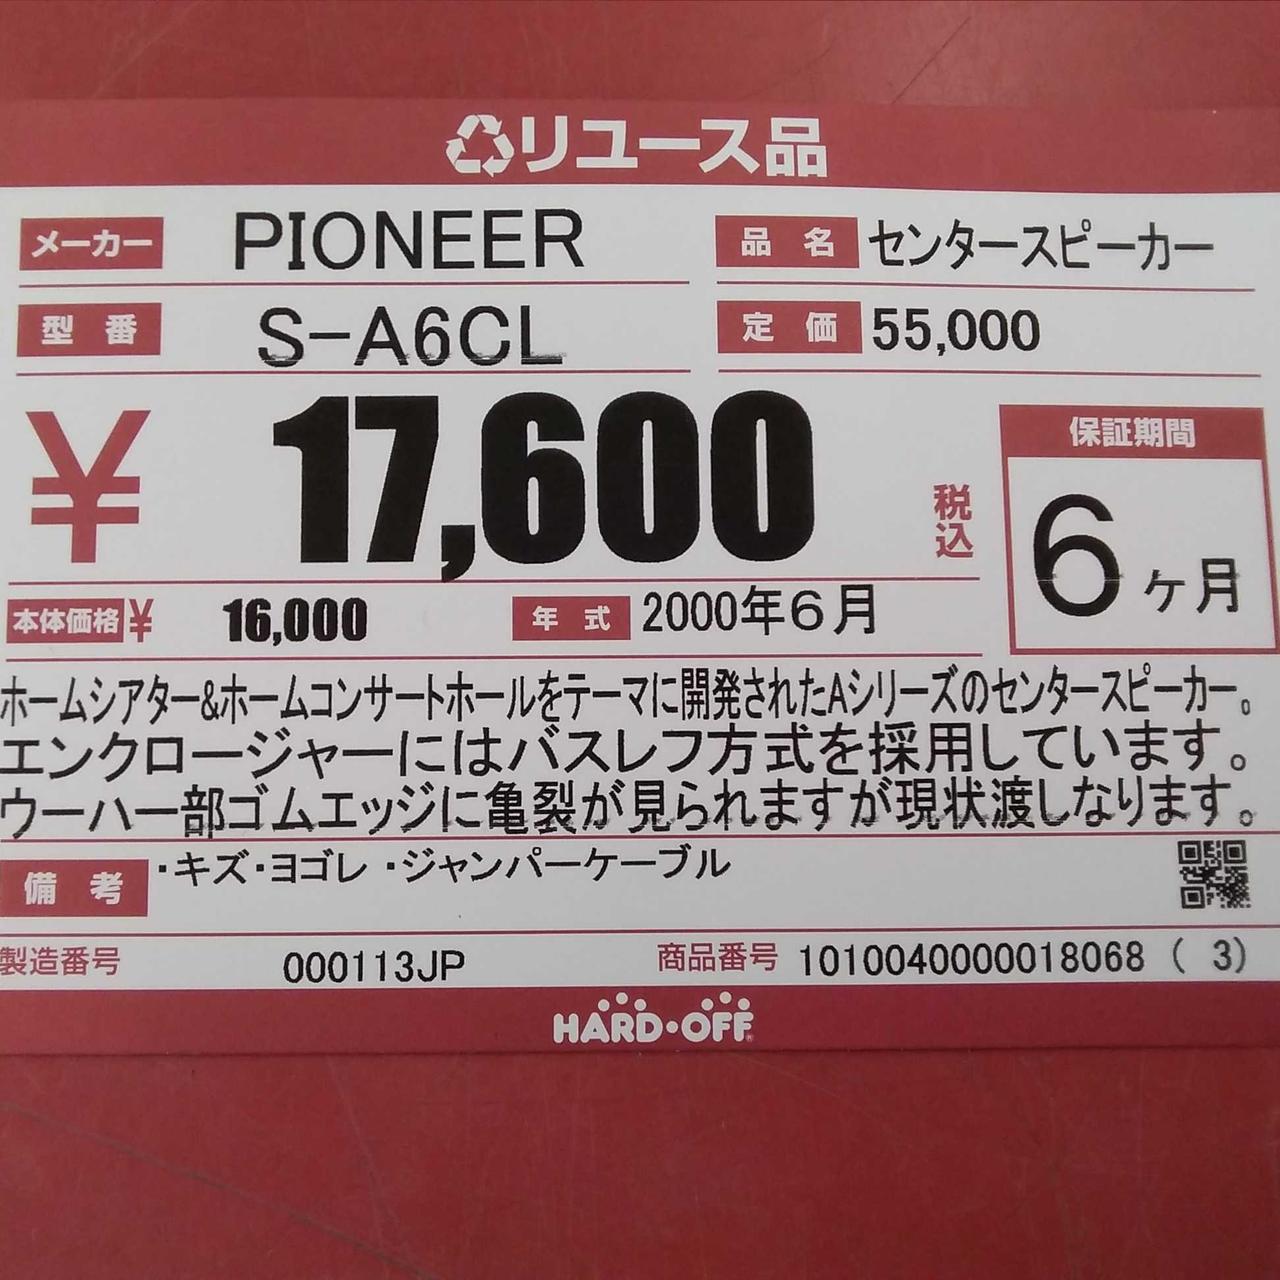 リユース品
メーカー PIONEER 品名 センタースピーカー
型番 S-A6CL 定価 55,000
¥ 17,600 税込
保証期間
6ヶ月
本体価格¥ 16,000 年式 2000年6月
ホームシアター&ホームコンサートホールをテーマに開発されたAシリーズのセンタースピーカー。
エンクロージャーにはバスレフ方式を採用しています。
ウーハー部ゴムエッジに亀裂が見られますが現状渡しなります。
備考 ・キズ・ヨゴレ ・ジャンパーケーブル
製造番号 000113JP 商品番号 1010040000018068 ( 3)
HARD・OFF